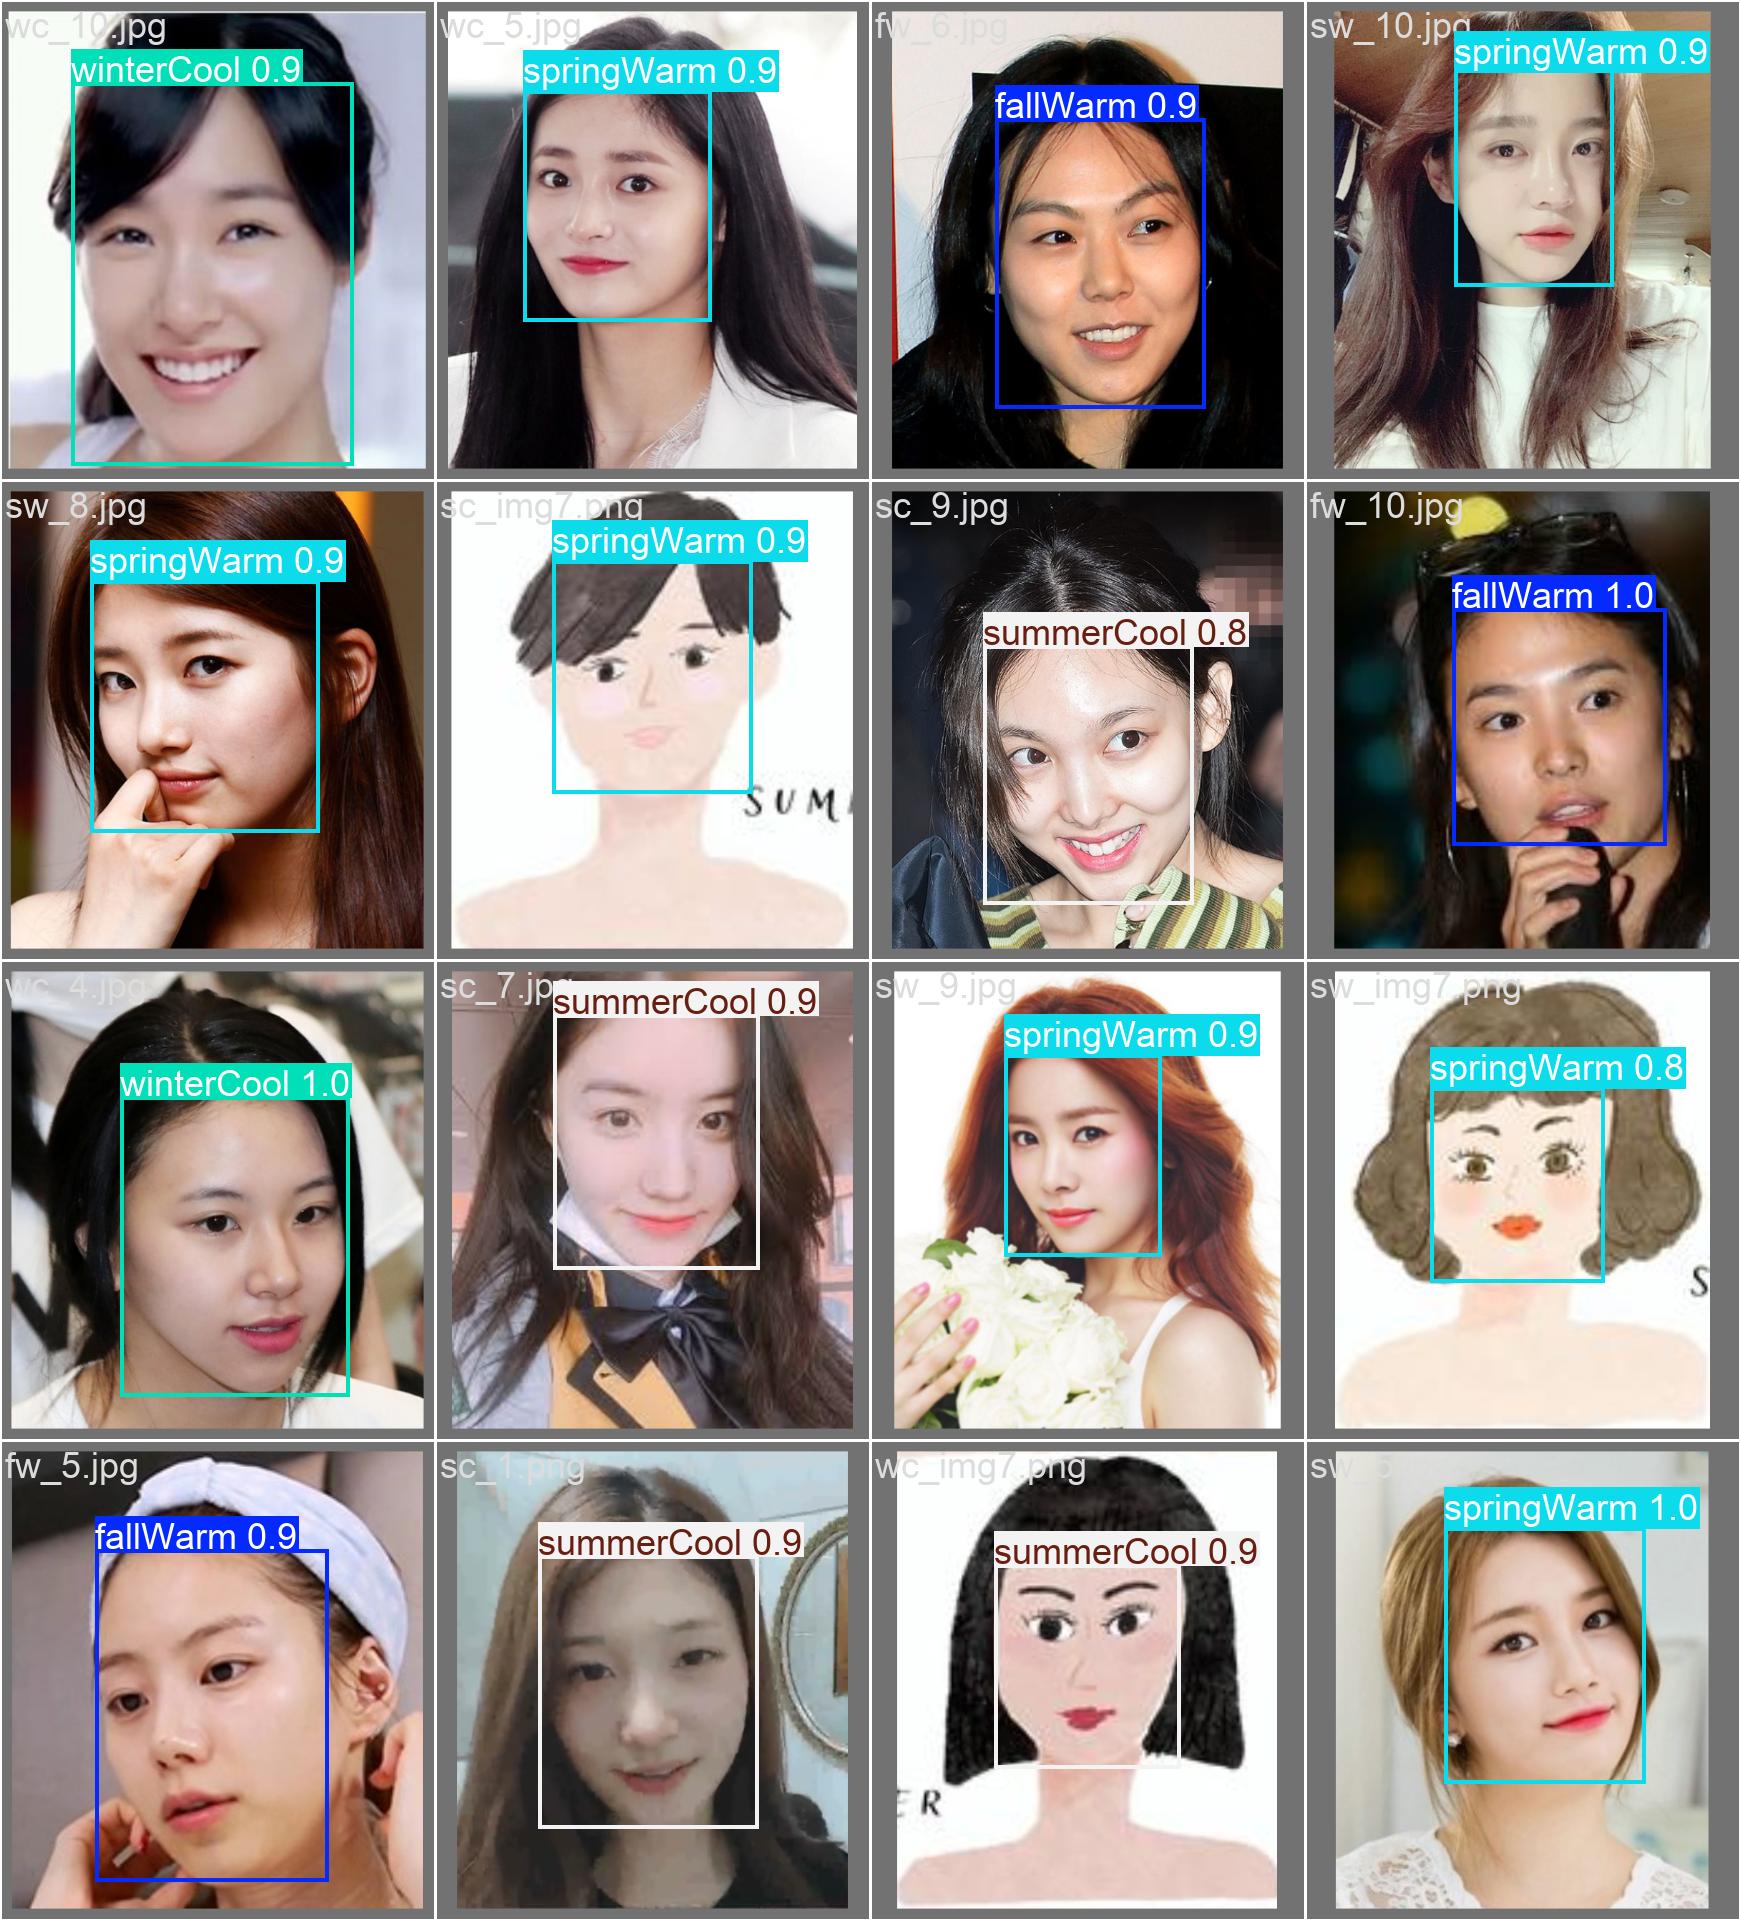 wc_10.jpg
winterCool 0.9
wc_5.jpg
springWarm 0.9
fw_6.jpg
fallWarm 0.9
sw_10.jpg
springWarm 0.9
sw_8.jpg
springWarm 0.9
sc_img7.png
springWarm 0.9
SUM
sc_9.jpg
summerCool 0.8
fw_10.jpg
fallWarm 1.0
wc_4.jpg
winterCool 1.0
sc_7.jpg
summerCool 0.9
sw_9.jpg
springWarm 0.9
sw_img7.png
springWarm 0.8
S
fw_5.jpg
fallWarm 0.9
sc_1.png
summerCool 0.9
wc_img7.png
summerCool 0.9
ER
springWarm 1.0